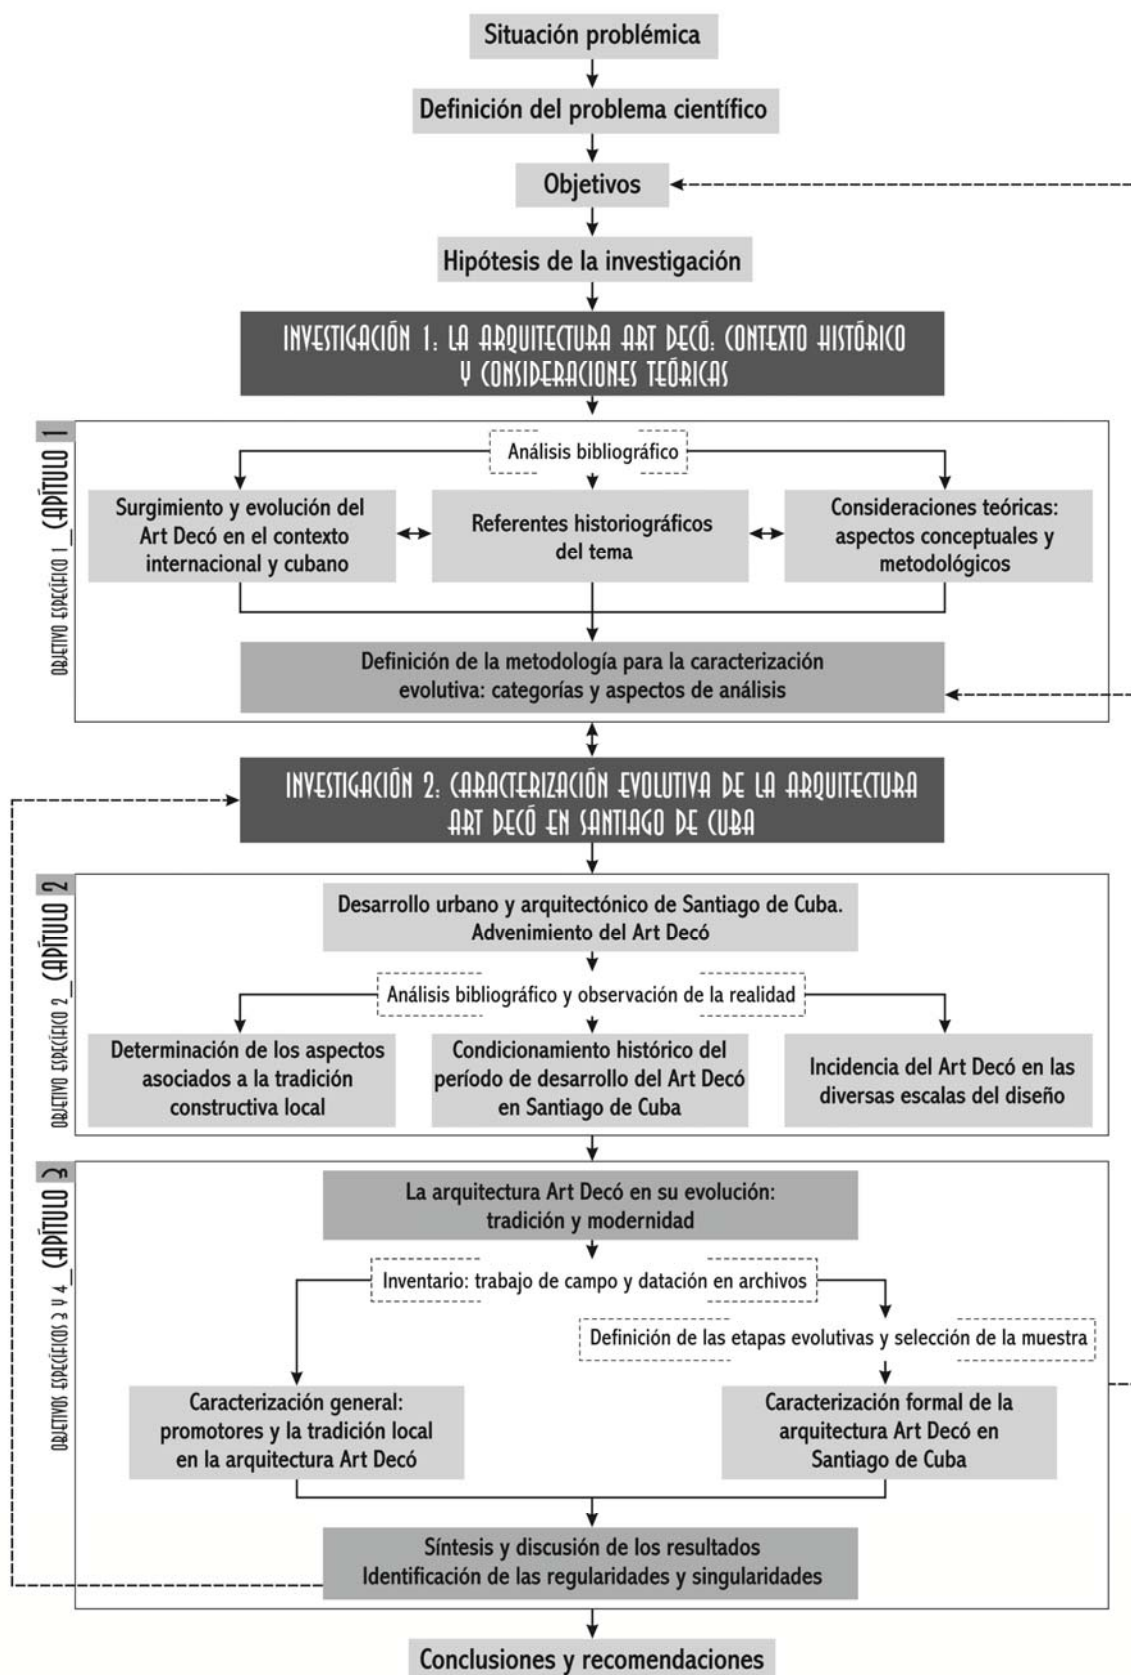 Situación problémica
Definición del problema científico
Objetivos
Hipótesis de la investigación
INVESTIGACIÓN 1: LA ARQUITECTURA ART DECÓ: CONTEXTO HISTÓRICO
Y CONSIDERACIONES TEÓRICAS
OBJETIVO ESPECÍFICO 1_CAPÍTULO 1
Análisis bibliográfico
Surgimiento y evolución del
Art Decó en el contexto
internacional y cubano
Referentes historiográficos
del tema
Consideraciones teóricas:
aspectos conceptuales y
metodológicos
Definición de la metodología para la caracterización
evolutiva: categorías y aspectos de análisis
INVESTIGACIÓN 2: CARACTERIZACIÓN EVOLUTIVA DE LA ARQUITECTURA
ART DECÓ EN SANTIAGO DE CUBA
OBJETIVO ESPECÍFICO 2_CAPÍTULO 2
Desarrollo urbano y arquitectónico de Santiago de Cuba.
Advenimiento del Art Decó
Análisis bibliográfico y observación de la realidad
Determinación de los aspectos
asociados a la tradición
constructiva local
Condicionamiento histórico del
período de desarrollo del Art Decó
en Santiago de Cuba
Incidencia del Art Decó en las
diversas escalas del diseño
OBJETIVOS ESPECÍFICOS 3 Y 4_CAPÍTULO 3
La arquitectura Art Decó en su evolución:
tradición y modernidad
Inventario: trabajo de campo y datación en archivos
Definición de las etapas evolutivas y selección de la muestra
Caracterización general:
promotores y la tradición local
en la arquitectura Art Decó
Caracterización formal de la
arquitectura Art Decó en
Santiago de Cuba
Síntesis y discusión de los resultados
Identificación de las regularidades y singularidades
Conclusiones y recomendaciones